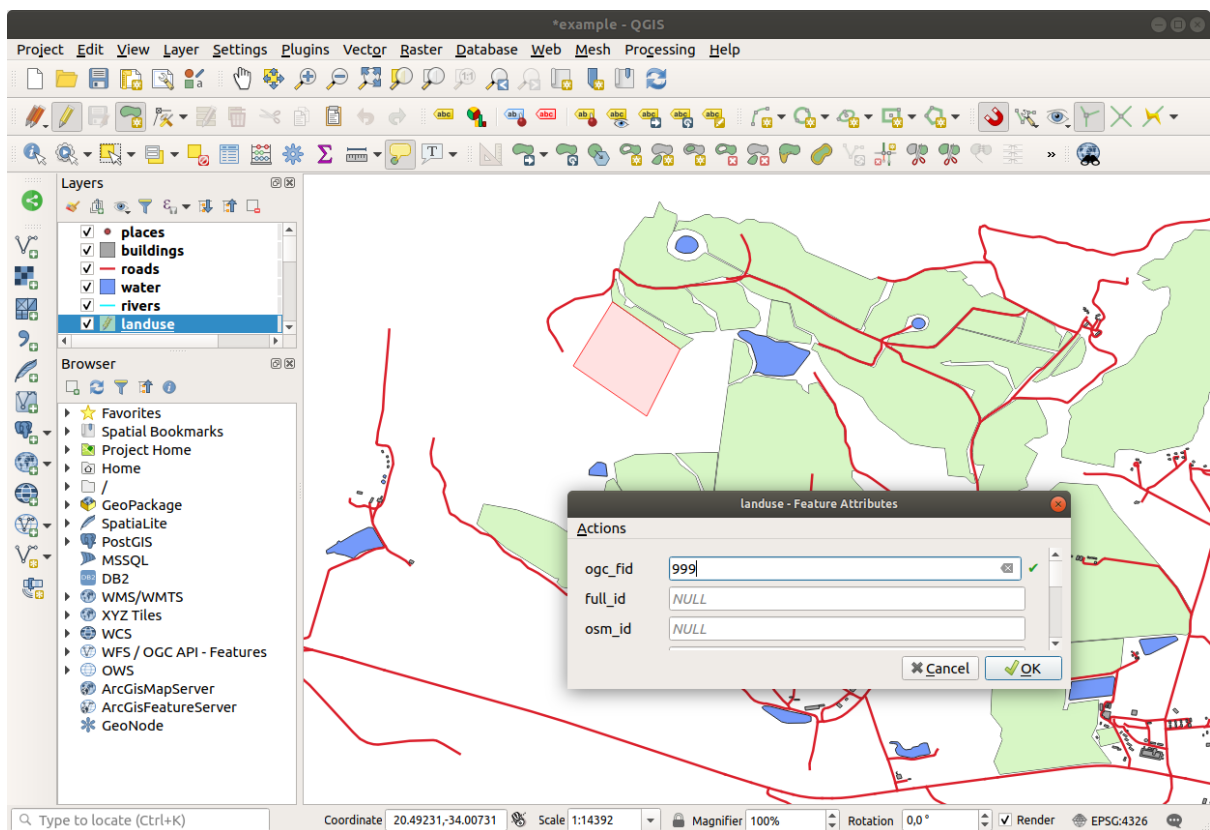 *example - QGIS
Project Edit View Layer Settings Plugins Vector Raster Database Web Mesh Processing Help
Layers
places
buildings
roads
water
rivers
landuse
Browser
Favorites
Spatial Bookmarks
Project Home
Home
/
GeoPackage
SpatiaLite
PostGIS
MSSQL
DB2
WMS/WMTS
XYZ Tiles
WCS
WFS / OGC API - Features
OWS
ArcGisMapServer
ArcGisFeatureServer
GeoNode
landuse - Feature Attributes
Actions
ogc_fid 999
full_id NULL
osm_id NULL
Cancel OK
Type to locate (Ctrl+K) Coordinate 20.49231,-34.00731 Scale 1:14392 Magnifier 100% Rotation 0,0 ° Render EPSG:4326